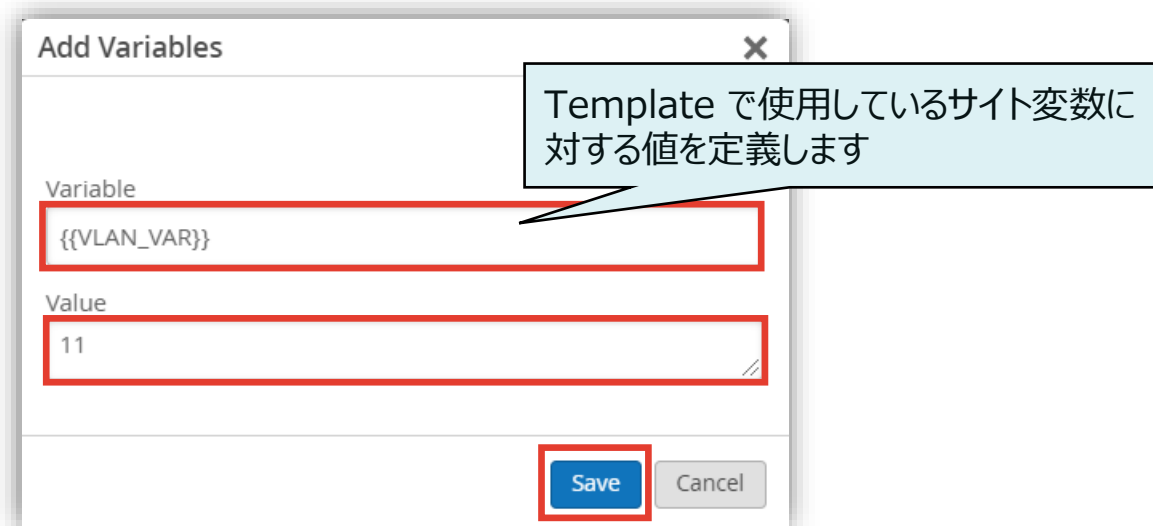 Add Variables
Template で使用しているサイト変数に
対する値を定義します
Variable
{{VLAN_VAR}}
Value
11
Save
Cancel